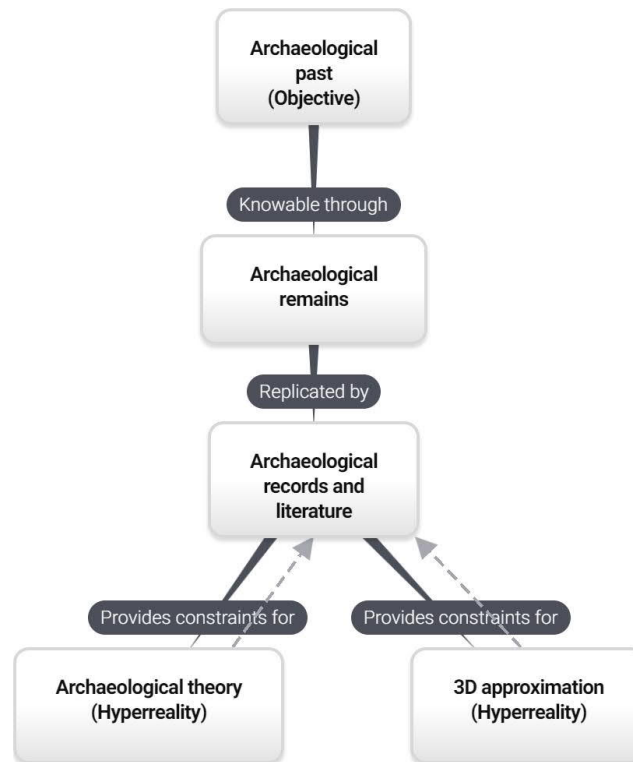 Archaeological
past
(Objective)
Knowable through
Archaeological
remains
Replicated by
Archaeological
records and
literature
Provides constraints for
Provides constraints for
Archaeological theory
(Hyperreality)
3D approximation
(Hyperreality)